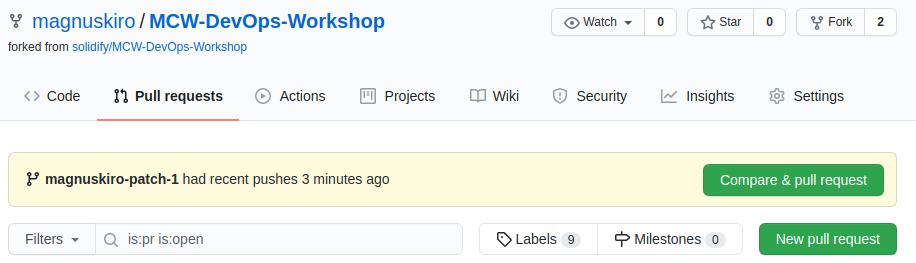 magnuskiro / MCW-DevOps-Workshop
Watch 0 Star 0 Fork 2
forked from solidify/MCW-DevOps-Workshop
Code Pull requests Actions Projects Wiki Security Insights Settings
magnuskiro-patch-1 had recent pushes 3 minutes ago
Compare & pull request
Filters is:pr is:open Labels 9 Milestones 0 New pull request